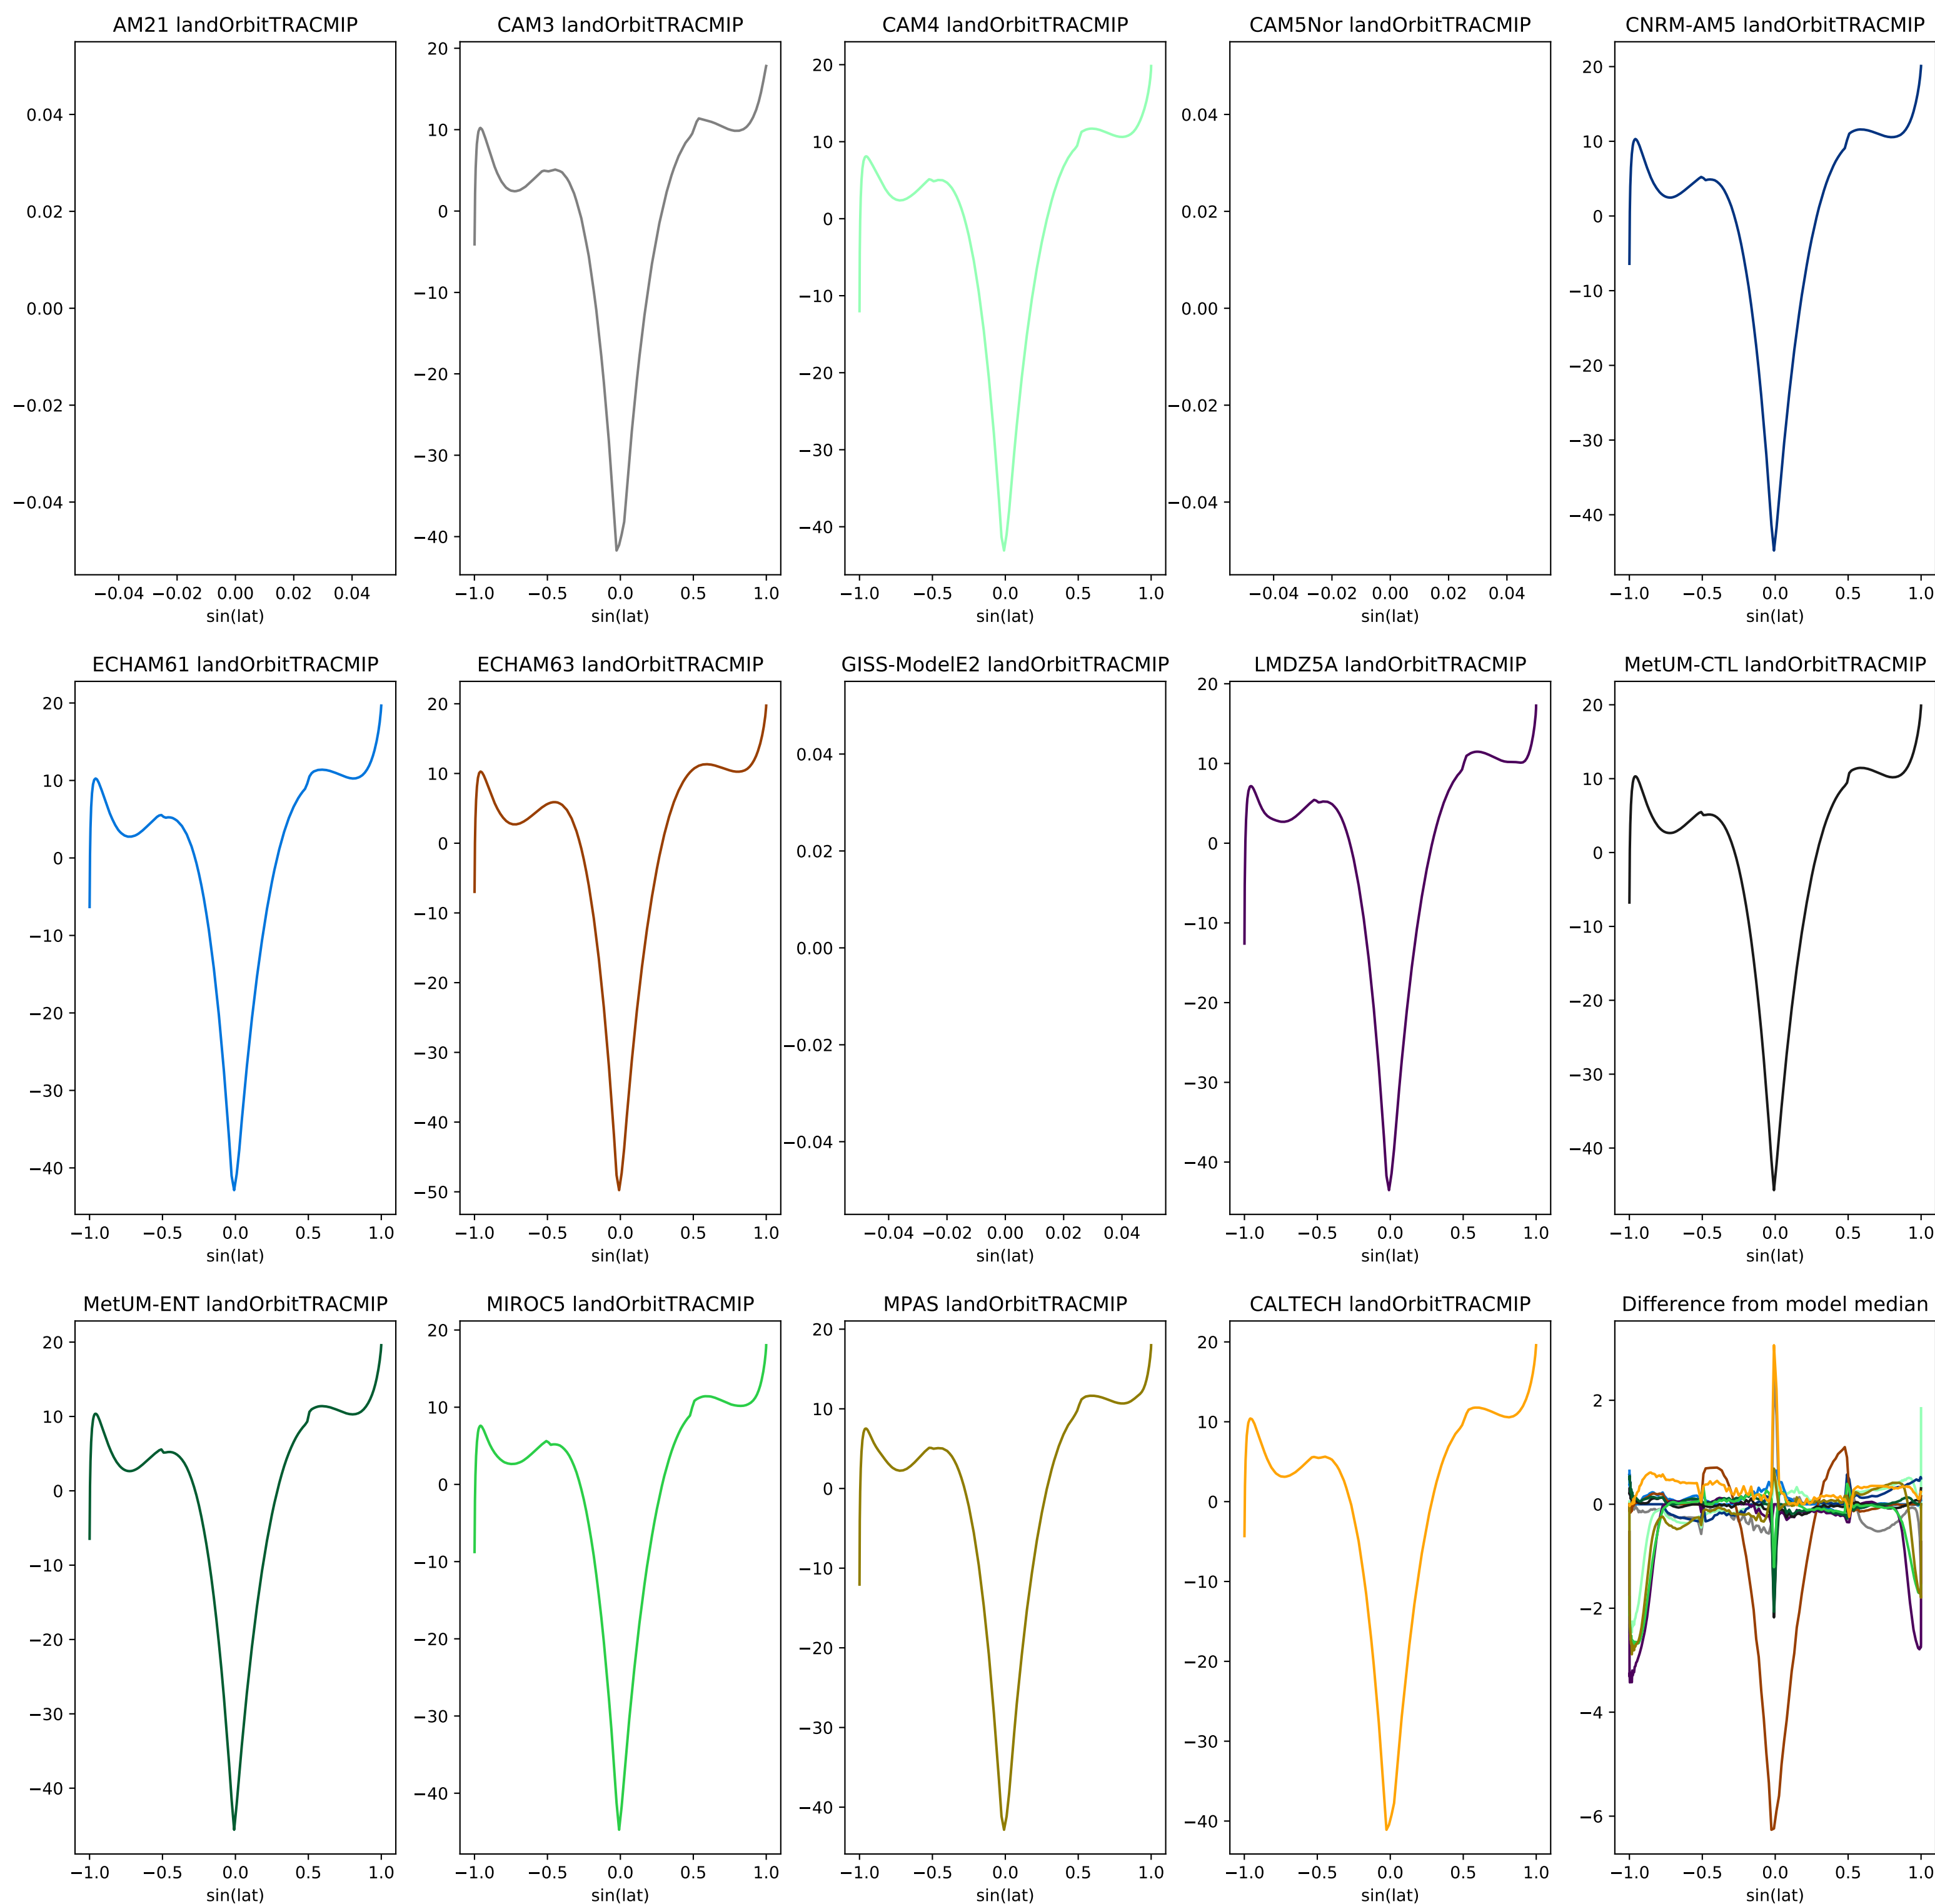 AM21 landOrbitTRACMIP
0.04
0.02
0.00
−0.02
−0.04
−0.04 −0.02 0.00 0.02 0.04
sin(lat)
CAM3 landOrbitTRACMIP
20
10
0
−10
−20
−30
−40
−1.0 −0.5 0.0 0.5 1.0
sin(lat)
CAM4 landOrbitTRACMIP
20
10
0
−10
−20
−30
−40
−1.0 −0.5 0.0 0.5 1.0
sin(lat)
CAM5Nor landOrbitTRACMIP
0.04
0.02
0.00
−0.02
−0.04
−0.04 −0.02 0.00 0.02 0.04
sin(lat)
CNRM-AM5 landOrbitTRACMIP
20
10
0
−10
−20
−30
−40
−1.0 −0.5 0.0 0.5 1.0
sin(lat)
ECHAM61 landOrbitTRACMIP
20
10
0
−10
−20
−30
−40
−1.0 −0.5 0.0 0.5 1.0
sin(lat)
ECHAM63 landOrbitTRACMIP
20
10
0
−10
−20
−30
−40
−50
−1.0 −0.5 0.0 0.5 1.0
sin(lat)
GISS-ModelE2 landOrbitTRACMIP
0.04
0.02
0.00
−0.02
−0.04
−0.04 −0.02 0.00 0.02 0.04
sin(lat)
LMDZ5A landOrbitTRACMIP
20
10
0
−10
−20
−30
−40
−1.0 −0.5 0.0 0.5 1.0
sin(lat)
MetUM-CTL landOrbitTRACMIP
20
10
0
−10
−20
−30
−40
−1.0 −0.5 0.0 0.5 1.0
sin(lat)
MetUM-ENT landOrbitTRACMIP
20
10
0
−10
−20
−30
−40
−1.0 −0.5 0.0 0.5 1.0
sin(lat)
MIROC5 landOrbitTRACMIP
20
10
0
−10
−20
−30
−40
−1.0 −0.5 0.0 0.5 1.0
sin(lat)
MPAS landOrbitTRACMIP
20
10
0
−10
−20
−30
−40
−1.0 −0.5 0.0 0.5 1.0
sin(lat)
CALTECH landOrbitTRACMIP
20
10
0
−10
−20
−30
−40
−1.0 −0.5 0.0 0.5 1.0
sin(lat)
Difference from model median
2
0
−2
−4
−6
−1.0 −0.5 0.0 0.5 1.0
sin(lat)